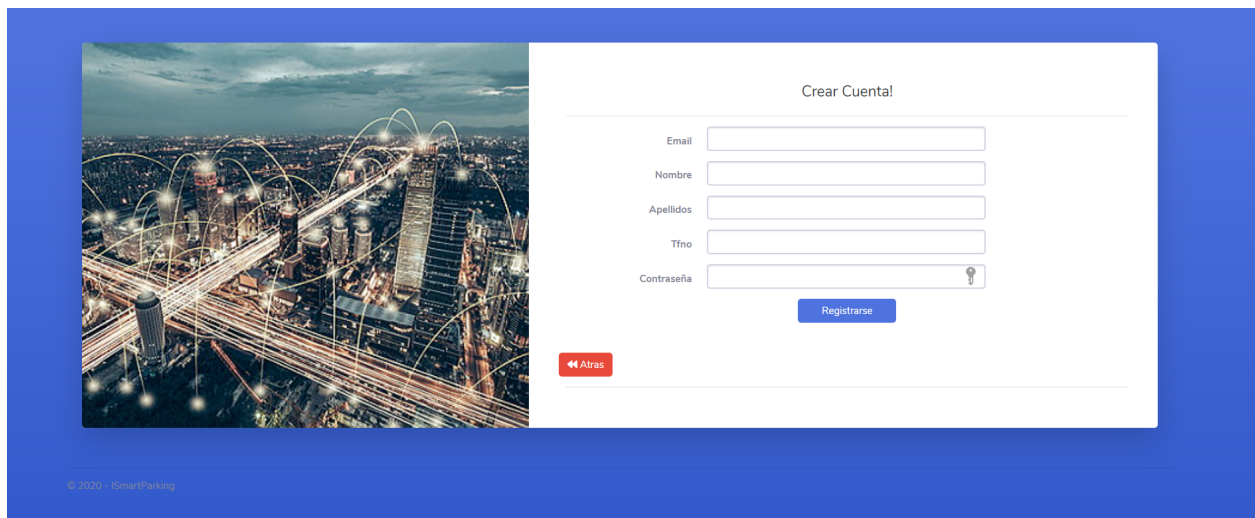 Crear Cuenta!
Email
Nombre
Apellidos
Tfno
Contraseña
Registrarse
Atras
© 2020 - ISmartParking